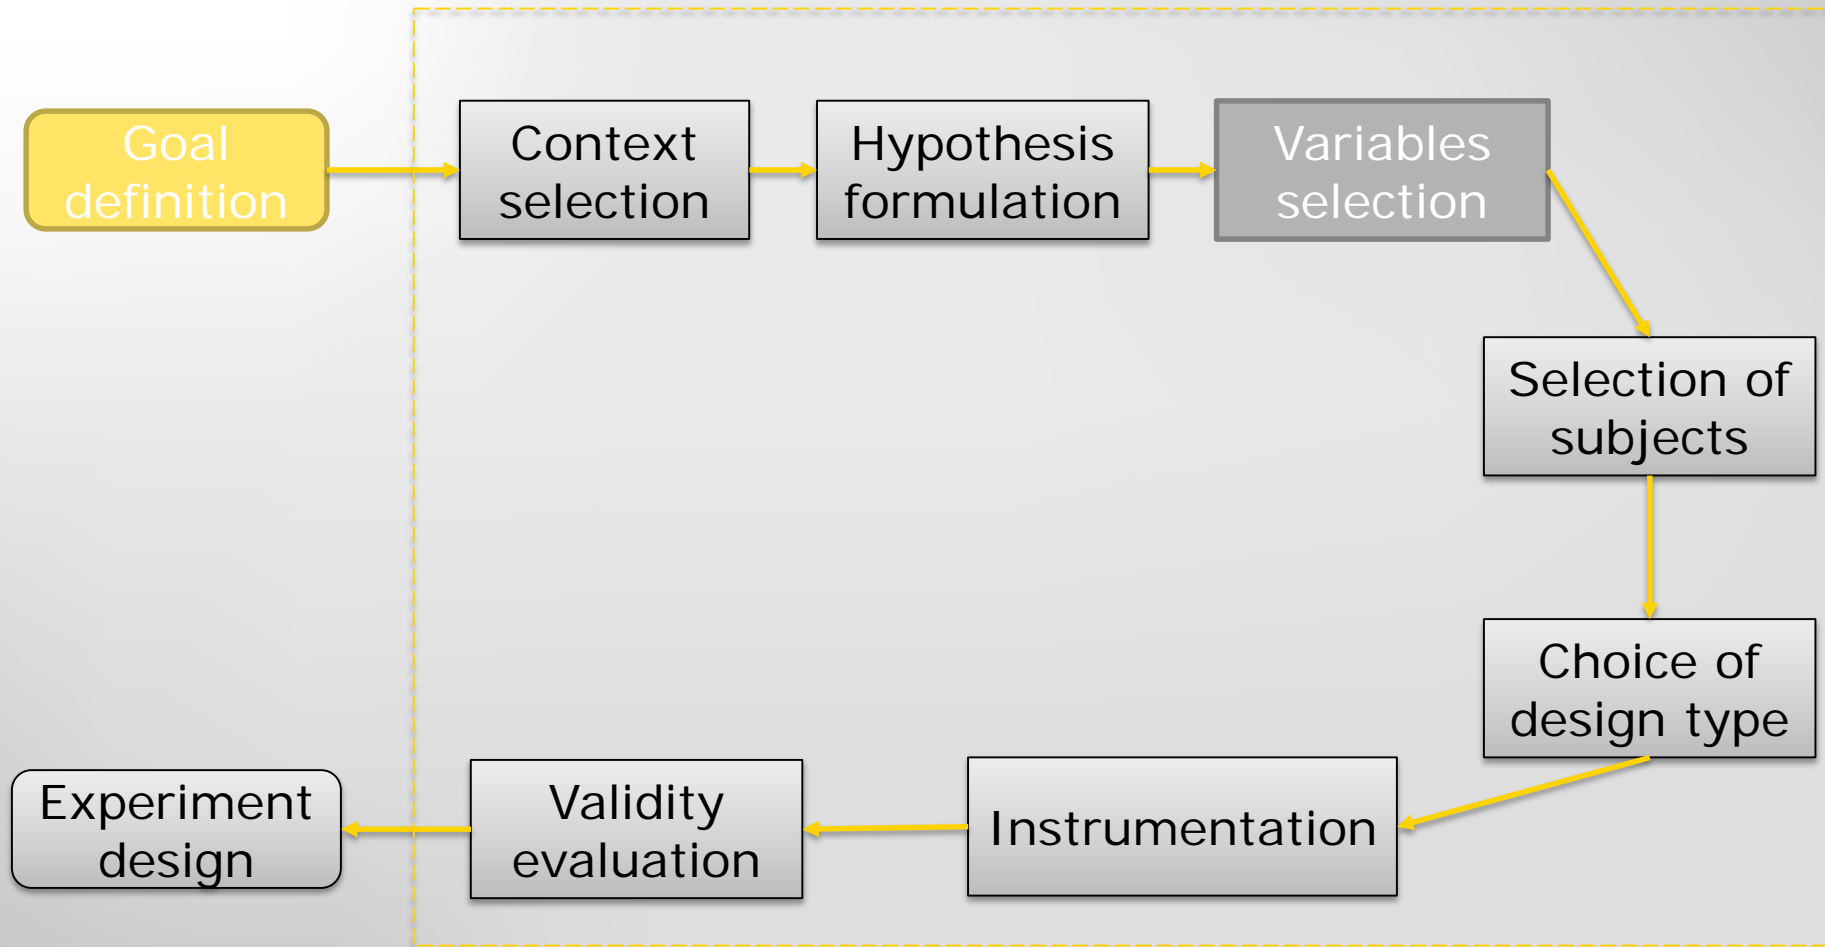 Goal
definition
Context
selection
Hypothesis
formulation
Variables
selection
Selection of
subjects
Choice of
design type
Instrumentation
Validity
evaluation
Experiment
design